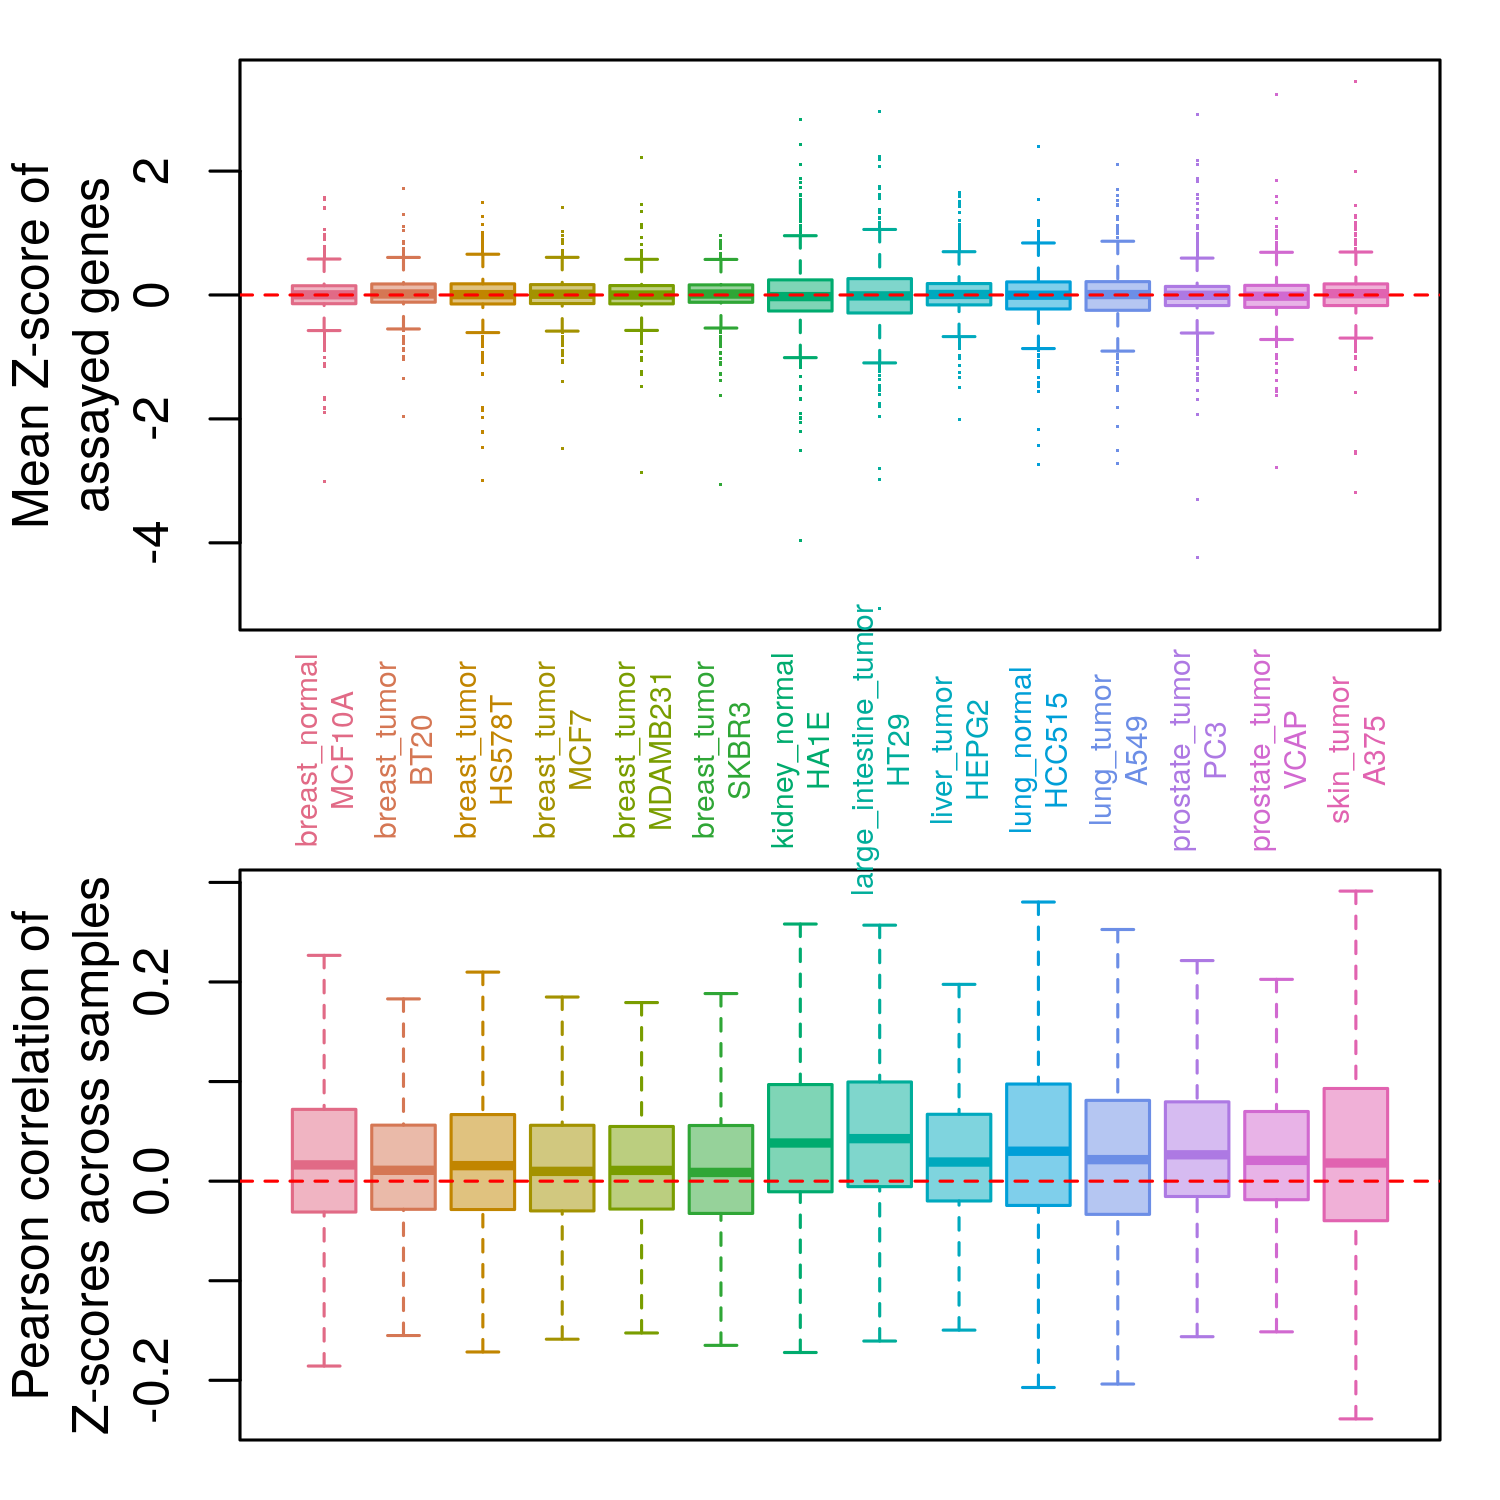 Mean Z-score of
assayed genes
2
0
-2
-4
breast_normal
MCF10A
breast_tumor
BT20
breast_tumor
HS578T
breast_tumor
MCF7
breast_tumor
MDAMB231
breast_tumor
SKBR3
kidney_normal
HA1E
large_intestine_tumor
HT29
liver_tumor
HEPG2
lung_normal
HCC515
lung_tumor
A549
prostate_tumor
PC3
prostate_tumor
VCAP
skin_tumor
A375
Pearson correlation of
Z-scores across samples
0.2
0.0
-0.2